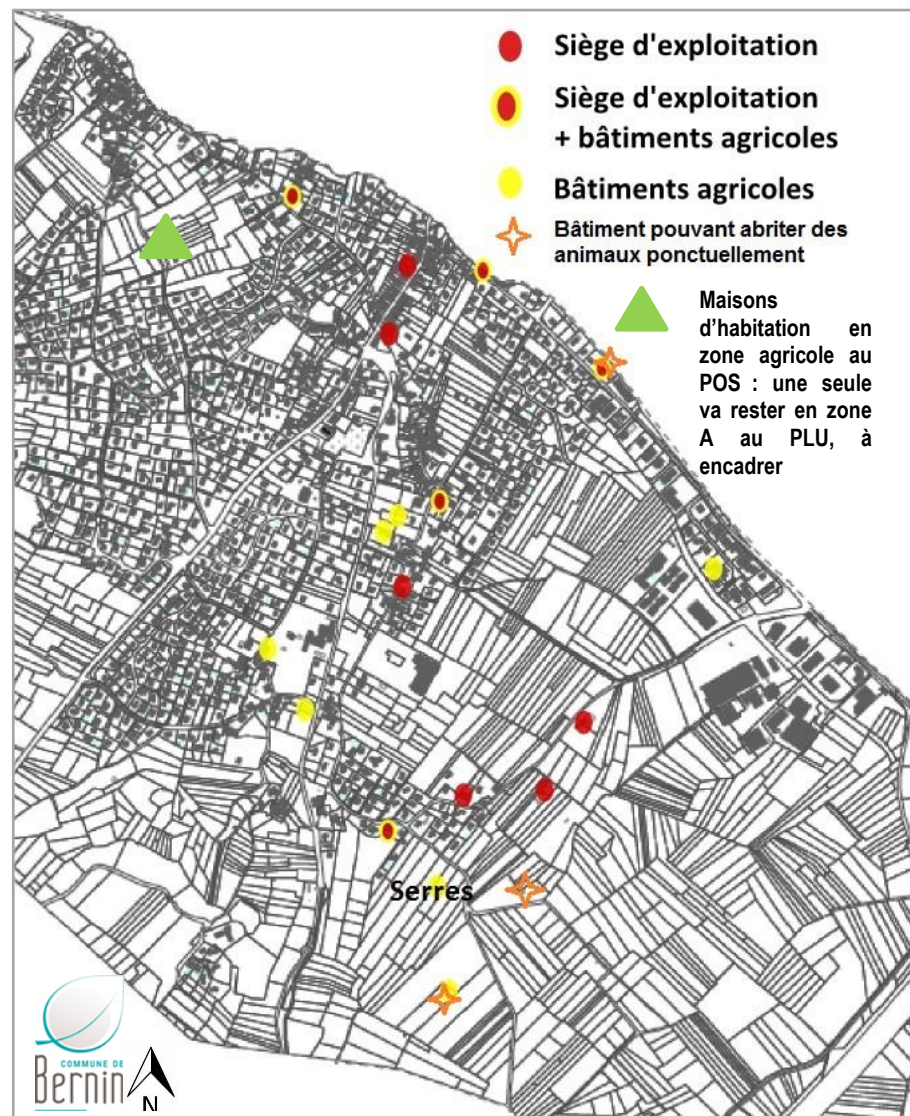 Siège d'exploitation
Siège d'exploitation
+ bâtiments agricoles
Bâtiments agricoles
Bâtiment pouvant abriter des
animaux ponctuellement
Maisons
d’habitation en
zone agricole au
POS : une seule
va rester en zone
A au PLU, à
encadrer
Serres
COMMUNE DE
Bernin
N